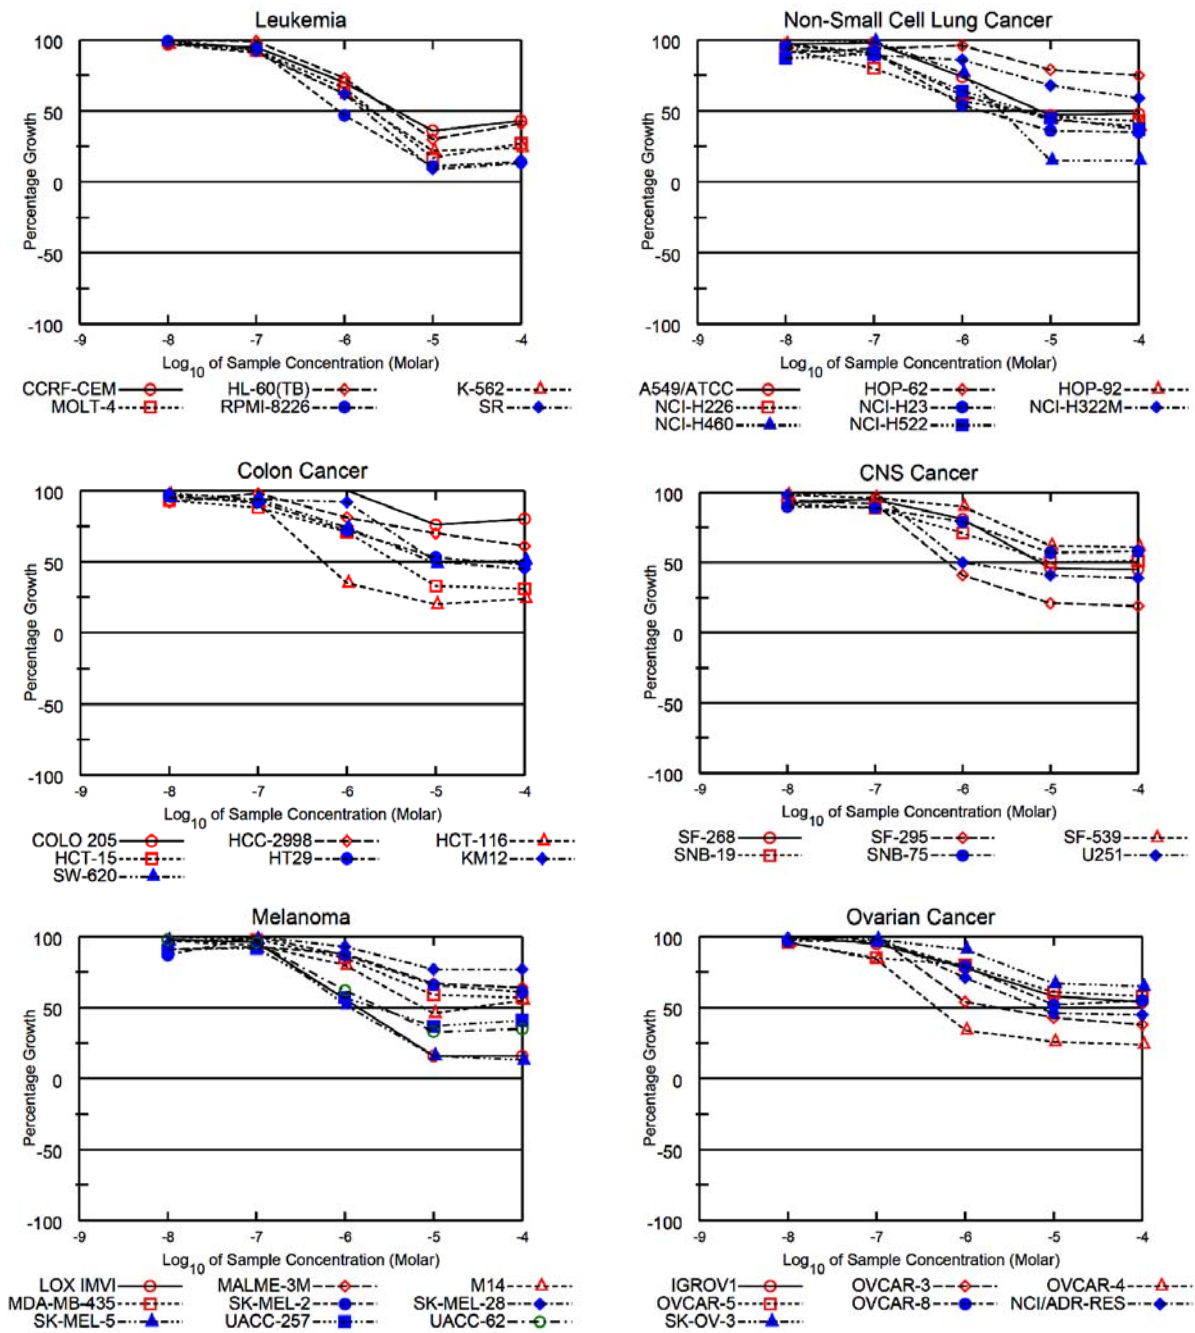 Leukemia
Percentage Growth
100
50
0
-50
-100
-9 -8 -7 -6 -5 -4
Log10 of Sample Concentration (Molar)
CCRF-CEM HL-60(TB) K-562
MOLT-4 RPMI-8226 SR
Non-Small Cell Lung Cancer
Percentage Growth
100
50
0
-50
-100
-9 -8 -7 -6 -5 -4
Log10 of Sample Concentration (Molar)
A549/ATCC HOP-62 HOP-92
NCI-H226 NCI-H23 NCI-H322M
NCI-H460 NCI-H522
Colon Cancer
Percentage Growth
100
50
0
-50
-100
-9 -8 -7 -6 -5 -4
Log10 of Sample Concentration (Molar)
COLO 205 HCC-2998 HCT-116
HCT-15 HT29 KM12
SW-620
CNS Cancer
Percentage Growth
100
50
0
-50
-100
-9 -8 -7 -6 -5 -4
Log10 of Sample Concentration (Molar)
SF-268 SF-295 SF-539
SNB-19 SNB-75 U251
Melanoma
Percentage Growth
100
50
0
-50
-100
-9 -8 -7 -6 -5 -4
Log10 of Sample Concentration (Molar)
LOX IMVI MALME-3M M14
MDA-MB-435 SK-MEL-2 SK-MEL-28
SK-MEL-5 UACC-257 UACC-62
Ovarian Cancer
Percentage Growth
100
50
0
-50
-100
-9 -8 -7 -6 -5 -4
Log10 of Sample Concentration (Molar)
IGROV1 OVCAR-3 OVCAR-4
OVCAR-5 OVCAR-8 NCI/ADR-RES
SK-OV-3